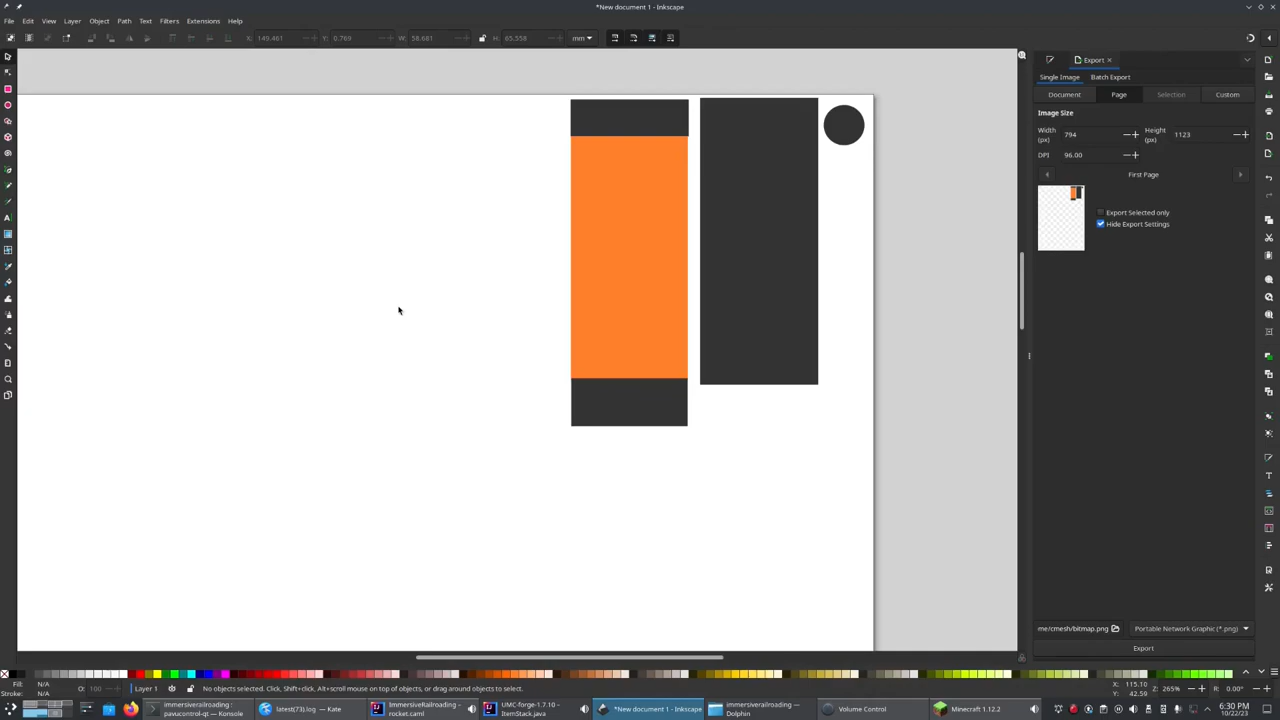 *New document 1 - Inkscape
File Edit View Layer Object Path Text Filters Extensions Help
X: 149.461 Y: 0.769 W: 58.681 H: 65.558 mm
Export
Single Image Batch Export
Document Page Selection Custom
Image Size
Width (px) 794 Height (px) 1123
DPI 96.00
First Page
Export Selected only
Hide Export Settings
me/cmesh/bitmap.png Portable Network Graphic (*.png)
Export
Fill: N/A
Stroke: N/A
O: 100
Layer 1
No objects selected. Click, Shift+click, Alt+scroll mouse on top of objects, or drag around objects to select.
X: 115.10
Y: 42.59
Z: 265%
R: 0.00°
immersiverailroading : pavucontrol-qt — Konsole
latest(73).log — Kate
ImmersiveRailroading – rocket.caml
UMC-forge-1.7.10 – ItemStack.java
*New document 1 - Inkscape
immersiverailroading — Dolphin
Volume Control
Minecraft 1.12.2
6:30 PM
10/22/23